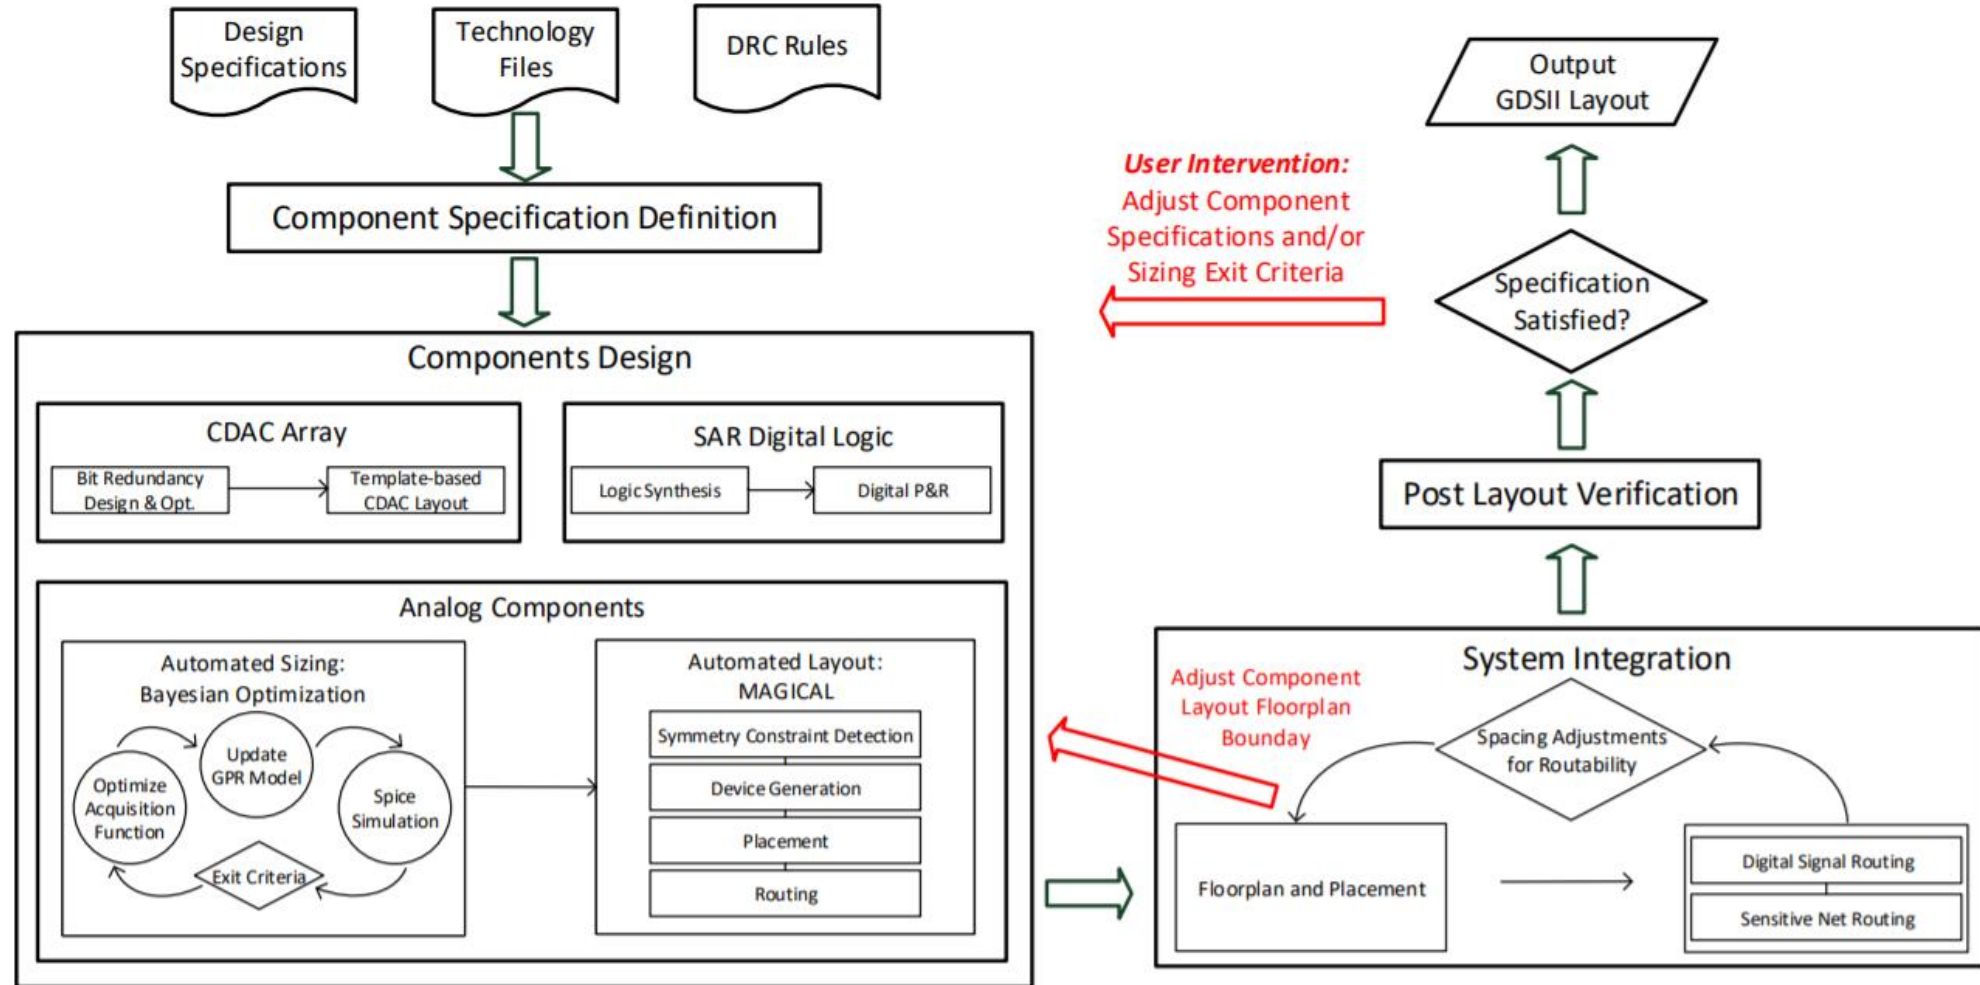 Design
Specifications
Technology
Files
DRC Rules
Component Specification Definition
Components Design
CDAC Array
Bit Redundancy
Design & Opt.
Template-based
CDAC Layout
SAR Digital Logic
Logic Synthesis
Digital P&R
Analog Components
Automated Sizing:
Bayesian Optimization
Update
GPR Model
Optimize
Acquisition
Function
Spice
Simulation
Exit Criteria
Automated Layout:
MAGICAL
Symmetry Constraint Detection
Device Generation
Placement
Routing
Output
GDSII Layout
User Intervention:
Adjust Component
Specifications and/or
Sizing Exit Criteria
Specification
Satisfied?
Post Layout Verification
System Integration
Adjust Component
Layout Floorplan
Bounday
Spacing Adjustments
for Routability
Floorplan and Placement
Digital Signal Routing
Sensitive Net Routing